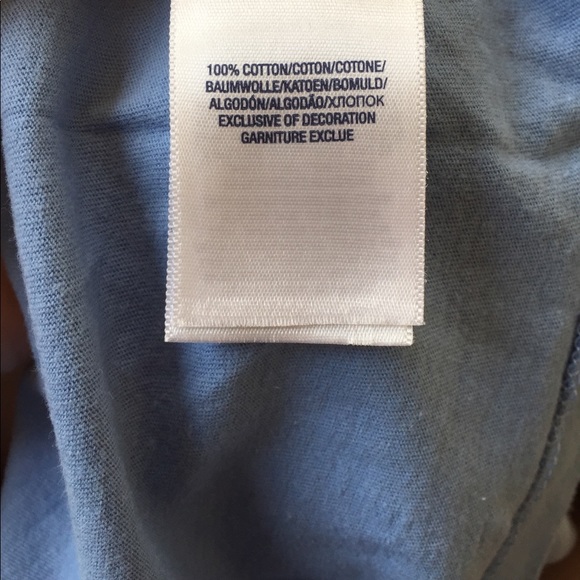 100% COTTON/COTON/COTONE/
BAUMWOLLE/KATOEN/BOMULD/
ALGODÓN/ALGODÃO/ХЛОПОК
EXCLUSIVE OF DECORATION
GARNITURE EXCLUE